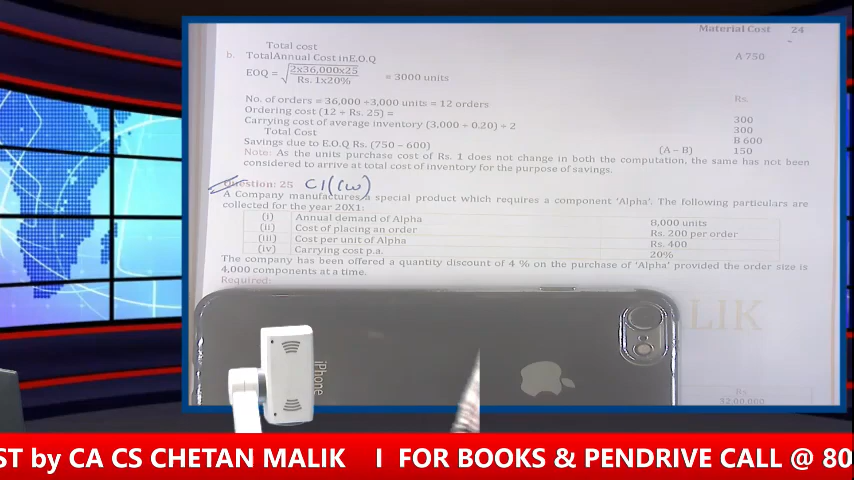 Material Cost 24
Total cost
b. TotalAnnual Cost inE.O.Q A 750
EOQ = √2x36,000x25 / Rs. 1x20% = 3000 units
No. of orders = 36,000 ÷3,000 units = 12 orders Rs.
Ordering cost (12 ÷ Rs. 25) = 300
Carrying cost of average inventory (3,000 ÷ 0.20) ÷ 2 300
Total Cost B 600
Savings due to E.O.Q Rs. (750 – 600) (A – B) 150
Note: As the units purchase cost of Rs. 1 does not change in both the computation, the same has not been
considered to arrive at total cost of inventory for the purpose of savings.
Question: 25 C1(Cw)
A Company manufactures a special product which requires a component 'Alpha'. The following particulars are
collected for the year 20X1:
(i) Annual demand of Alpha 8,000 units
(ii) Cost of placing an order Rs. 200 per order
(iii) Cost per unit of Alpha Rs. 400
(iv) Carrying cost p.a. 20%
The company has been offered a quantity discount of 4 % on the purchase of 'Alpha' provided the order size is
4,000 components at a time.
Required:
LIK
iPhone
Rs
32,00,000
ST by CA CS CHETAN MALIK I FOR BOOKS & PENDRIVE CALL @ 80